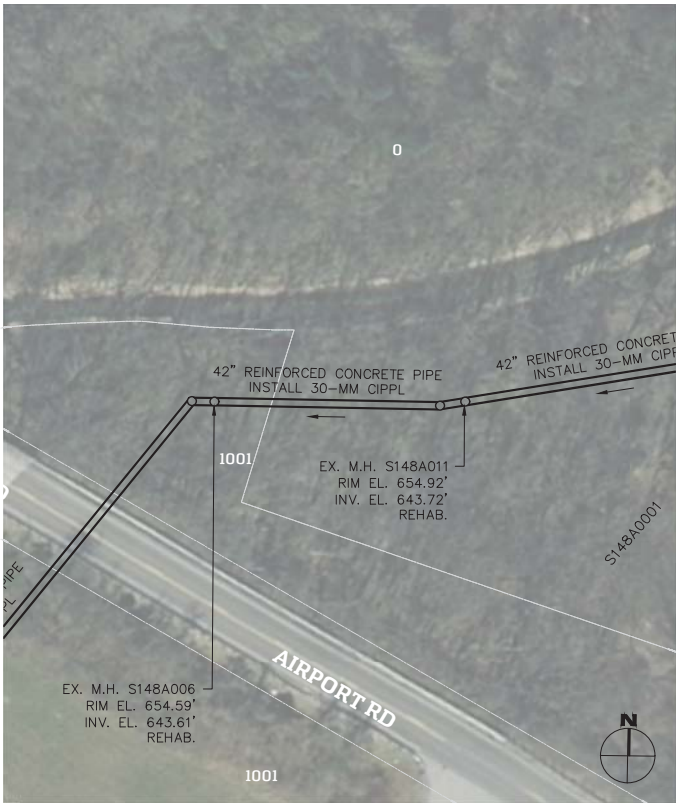 0
42" REINFORCED CONCRETE PIPE
INSTALL 30-MM CIPPL
42" REINFORCED
INSTALL 30-MM
1001
EX. M.H. S148A011
RIM EL. 654.92'
INV. EL. 643.72'
REHAB.
S148A0001
PIPE
EX. M.H. S148A006
RIM EL. 654.59'
INV. EL. 643.61'
REHAB.
AIRPORT RD
1001
N